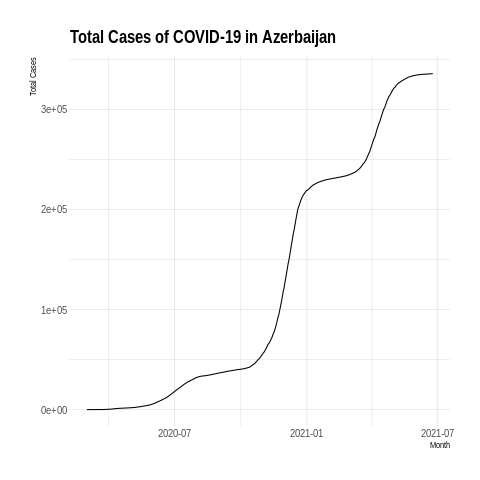 Total Cases of COVID-19 in Azerbaijan
Total Cases
3e+05
2e+05
1e+05
0e+00
2020-07 2021-01 2021-07
Month